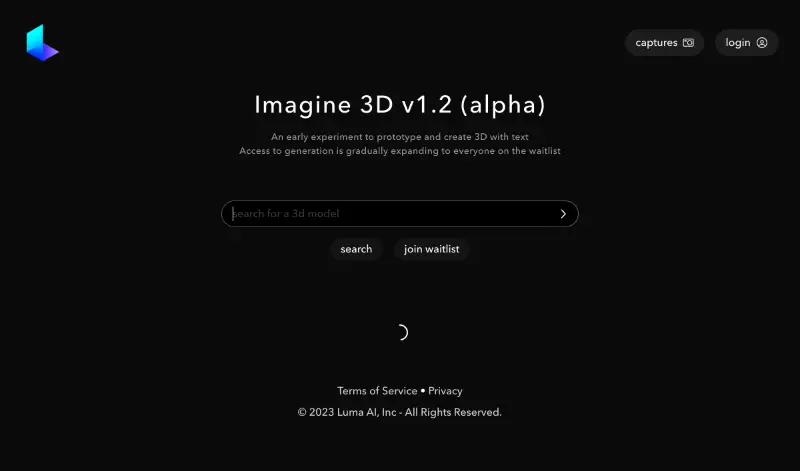 captures
login
Imagine 3D v1.2 (alpha)
An early experiment to prototype and create 3D with text
Access to generation is gradually expanding to everyone on the waitlist
search for a 3d model
search
join waitlist
Terms of Service • Privacy
© 2023 Luma AI, Inc - All Rights Reserved.